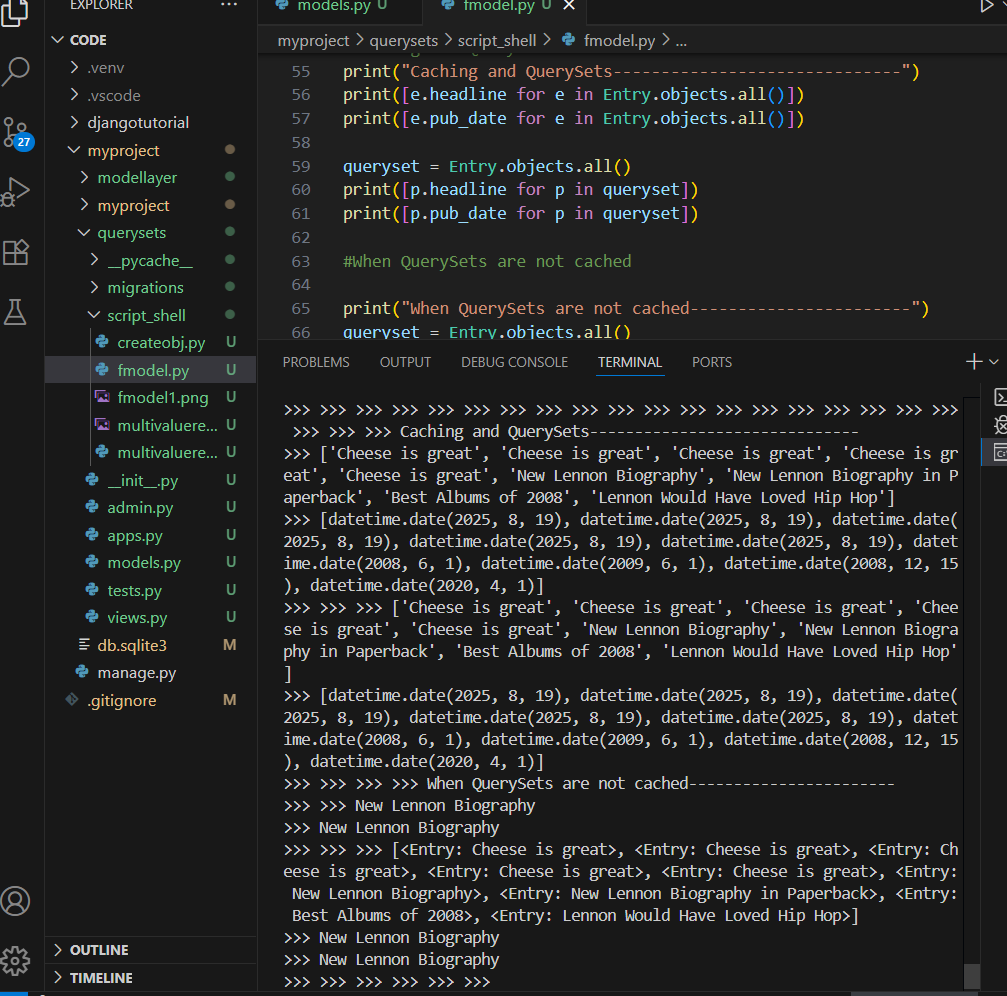 EXPLORER ...
CODE
.venv
.vscode
djangotutorial
myproject
modellayer
myproject
querysets
__pycache__
migrations
script_shell
createobj.py U
fmodel.py U
fmodel1.png U
multivaluere... U
multivaluere... U
__init__.py U
admin.py U
apps.py U
models.py U
tests.py U
views.py U
db.sqlite3 M
manage.py
.gitignore M
OUTLINE
TIMELINE
27
models.py U
fmodel.py U
myproject > querysets > script_shell > fmodel.py > ...
55 print("Caching and QuerySets------------------------------")
56 print([e.headline for e in Entry.objects.all()])
57 print([e.pub_date for e in Entry.objects.all()])
58
59 queryset = Entry.objects.all()
60 print([p.headline for p in queryset])
61 print([p.pub_date for p in queryset])
62
63 #When QuerySets are not cached
64
65 print("When QuerySets are not cached-----------------------")
66 queryset = Entry.objects.all()
PROBLEMS OUTPUT DEBUG CONSOLE TERMINAL PORTS
>>> >>> >>> >>> >>> >>> >>> >>> >>> >>> >>> >>> >>> >>> >>> >>> >>> >>> >>>
>>> >>> >>> Caching and QuerySets------------------------------
>>> ['Cheese is great', 'Cheese is great', 'Cheese is great', 'Cheese is gr
eat', 'Cheese is great', 'New Lennon Biography', 'New Lennon Biography in P
aperback', 'Best Albums of 2008', 'Lennon Would Have Loved Hip Hop']
>>> [datetime.date(2025, 8, 19), datetime.date(2025, 8, 19), datetime.date(
2025, 8, 19), datetime.date(2025, 8, 19), datetime.date(2025, 8, 19), datet
ime.date(2008, 6, 1), datetime.date(2009, 6, 1), datetime.date(2008, 12, 15
), datetime.date(2020, 4, 1)]
>>> >>> >>> ['Cheese is great', 'Cheese is great', 'Cheese is great', 'Chee
se is great', 'Cheese is great', 'New Lennon Biography', 'New Lennon Biogra
phy in Paperback', 'Best Albums of 2008', 'Lennon Would Have Loved Hip Hop'
]
>>> [datetime.date(2025, 8, 19), datetime.date(2025, 8, 19), datetime.date(
2025, 8, 19), datetime.date(2025, 8, 19), datetime.date(2025, 8, 19), datet
ime.date(2008, 6, 1), datetime.date(2009, 6, 1), datetime.date(2008, 12, 15
), datetime.date(2020, 4, 1)]
>>> >>> >>> >>> When QuerySets are not cached-----------------------
>>> >>> New Lennon Biography
>>> New Lennon Biography
>>> >>> >>> [<Entry: Cheese is great>, <Entry: Cheese is great>, <Entry: Ch
eese is great>, <Entry: Cheese is great>, <Entry: Cheese is great>, <Entry:
New Lennon Biography>, <Entry: New Lennon Biography in Paperback>, <Entry:
Best Albums of 2008>, <Entry: Lennon Would Have Loved Hip Hop>]
>>> New Lennon Biography
>>> New Lennon Biography
>>> >>> >>> >>> >>> >>>